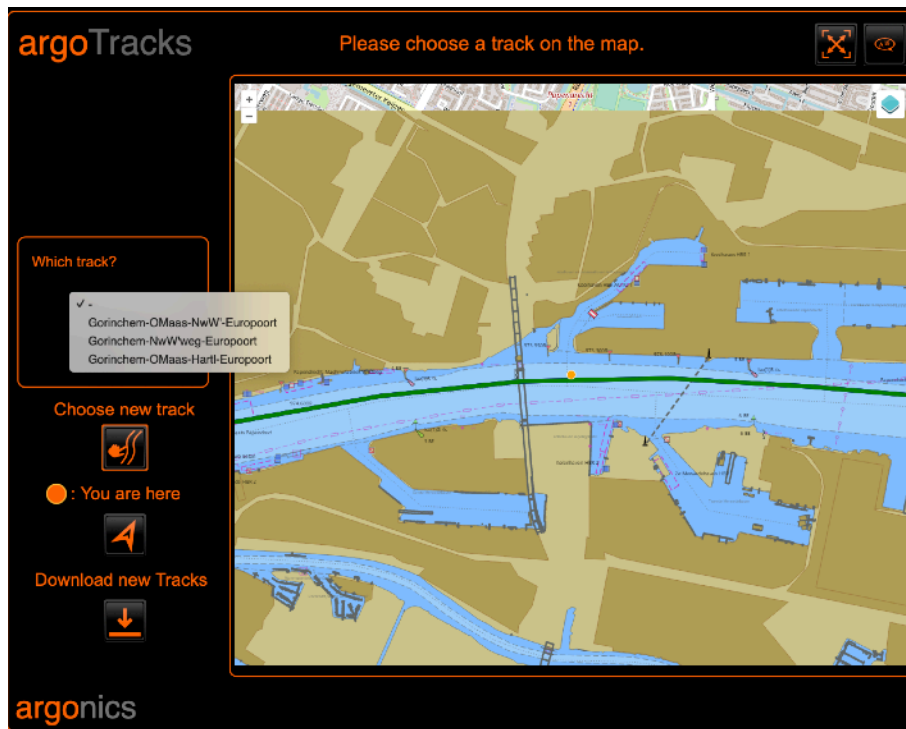 argoTracks
Please choose a track on the map.
+
−
Which track?
✓ -
Gorinchem-OMaas-NwW'-Europoort
Gorinchem-NwW'weg-Europoort
Gorinchem-OMaas-Hartl-Europoort
Choose new track
: You are here
Download new Tracks
argonics